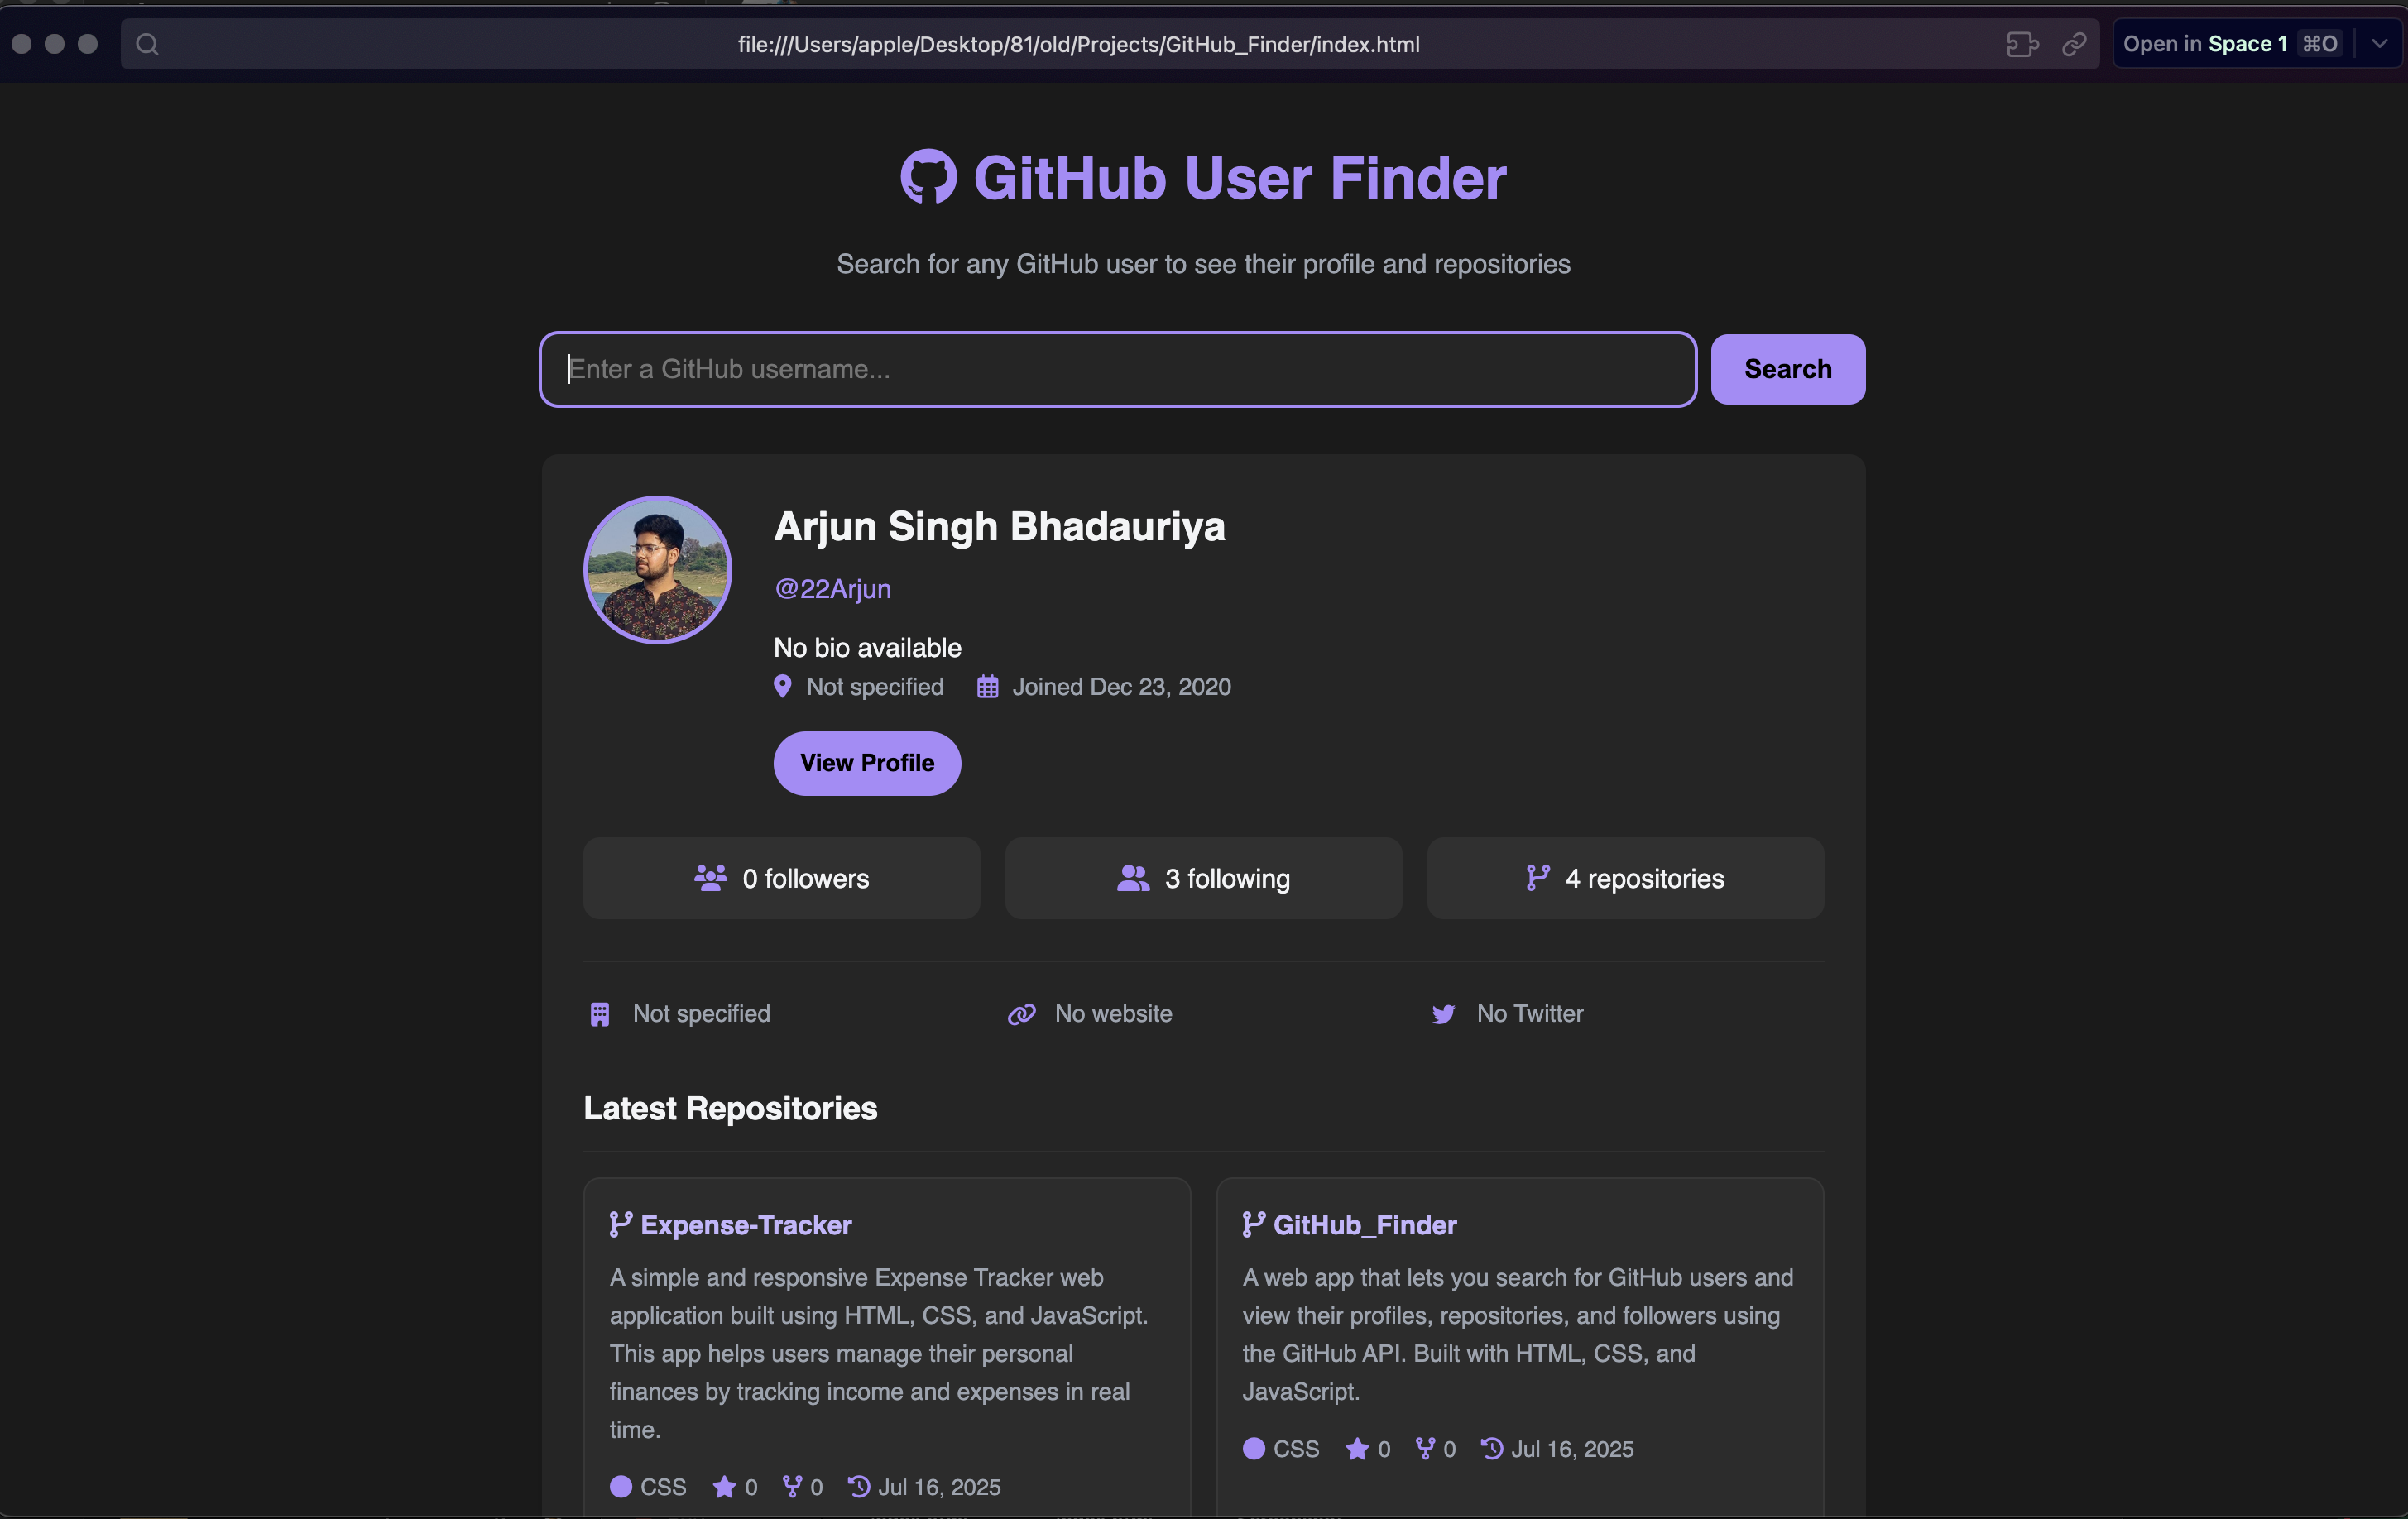 file:///Users/apple/Desktop/81/old/Projects/GitHub_Finder/index.html
Open in Space 1 ⌘O
GitHub User Finder
Search for any GitHub user to see their profile and repositories
Enter a GitHub username...
Search
Arjun Singh Bhadauriya
@22Arjun
No bio available
Not specified Joined Dec 23, 2020
View Profile
0 followers 3 following 4 repositories
Not specified No website No Twitter
Latest Repositories
Expense-Tracker
A simple and responsive Expense Tracker web
application built using HTML, CSS, and JavaScript.
This app helps users manage their personal
finances by tracking income and expenses in real
time.
CSS 0 0 Jul 16, 2025
GitHub_Finder
A web app that lets you search for GitHub users and
view their profiles, repositories, and followers using
the GitHub API. Built with HTML, CSS, and
JavaScript.
CSS 0 0 Jul 16, 2025